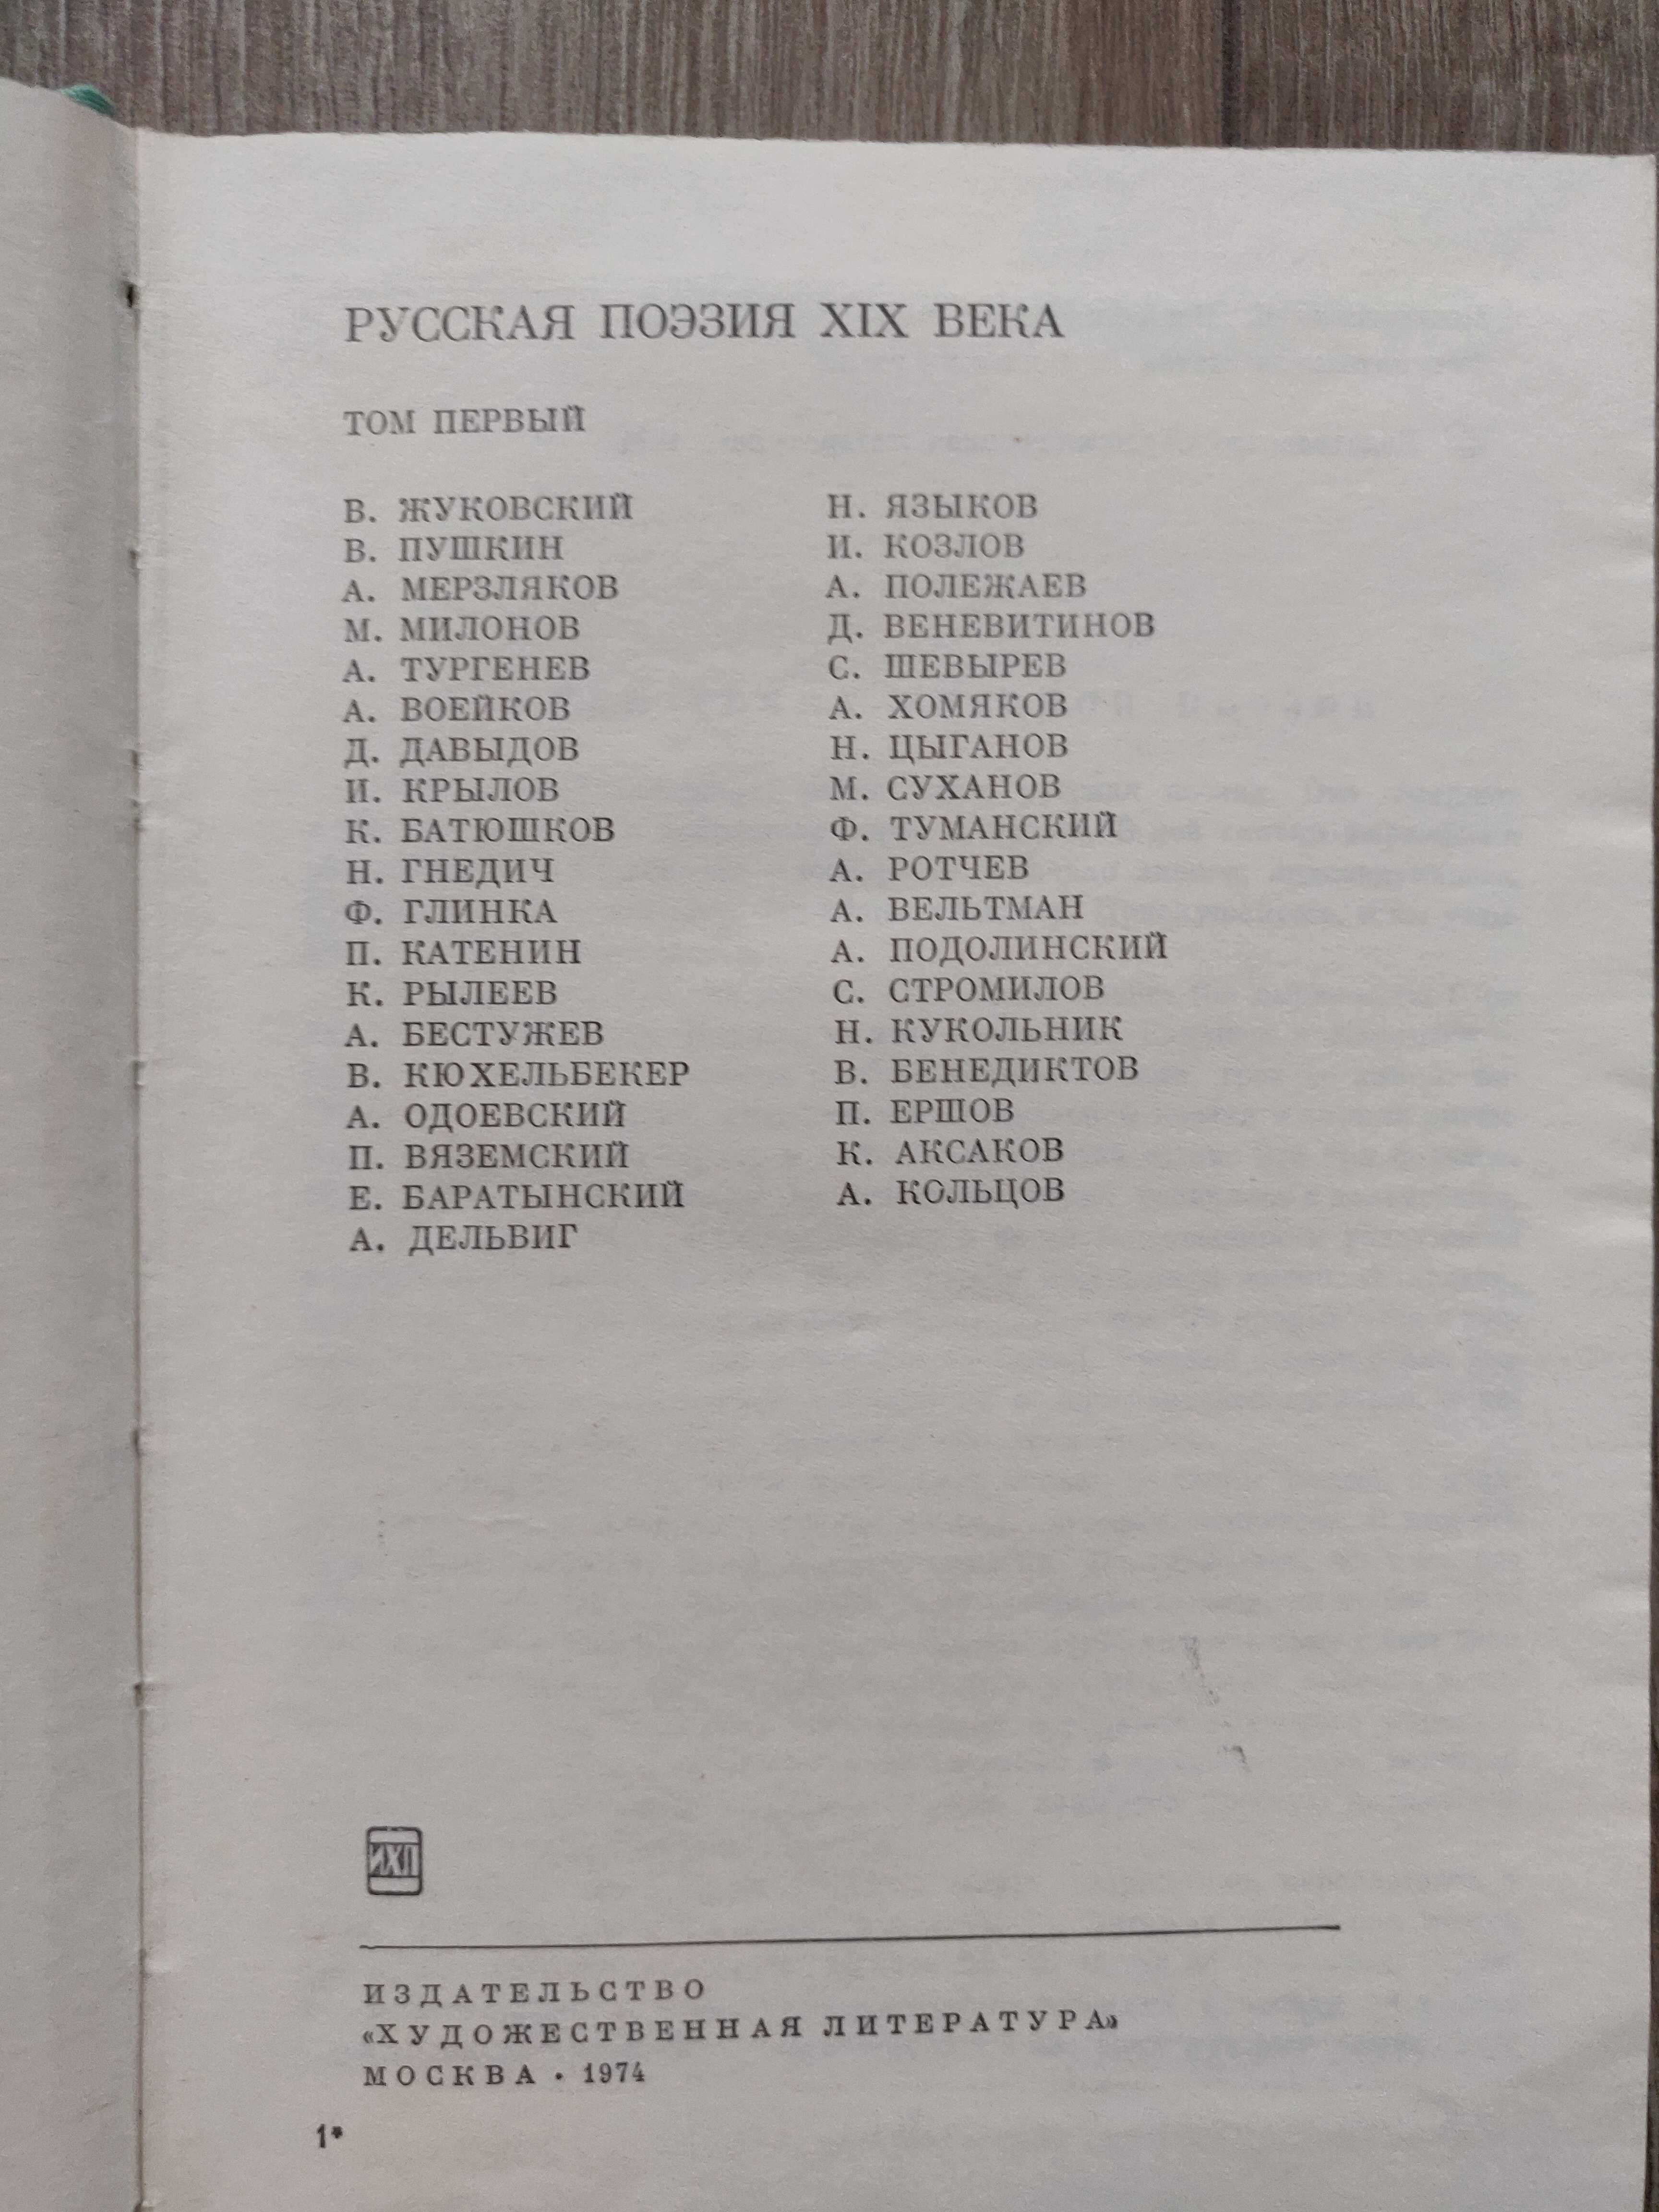 РУССКАЯ ПОЭЗИЯ XIX ВЕКА
ТОМ ПЕРВЫЙ
В. ЖУКОВСКИЙ
В. ПУШКИН
А. МЕРЗЛЯКОВ
М. МИЛОНОВ
А. ТУРГЕНЕВ
А. ВОЕЙКОВ
Д. ДАВЫДОВ
И. КРЫЛОВ
К. БАТЮШКОВ
Н. ГНЕДИЧ
Ф. ГЛИНКА
П. КАТЕНИН
К. РЫЛЕЕВ
А. БЕСТУЖЕВ
В. КЮХЕЛЬБЕКЕР
А. ОДОЕВСКИЙ
П. ВЯЗЕМСКИЙ
Е. БАРАТЫНСКИЙ
А. ДЕЛЬВИГ
Н. ЯЗЫКОВ
И. КОЗЛОВ
А. ПОЛЕЖАЕВ
Д. ВЕНЕВИТИНОВ
С. ШЕВЫРЕВ
А. ХОМЯКОВ
Н. ЦЫГАНОВ
М. СУХАНОВ
Ф. ТУМАНСКИЙ
А. РОТЧЕВ
А. ВЕЛЬТМАН
А. ПОДОЛИНСКИЙ
С. СТРОМИЛОВ
Н. КУКОЛЬНИК
В. БЕНЕДИКТОВ
П. ЕРШОВ
К. АКСАКОВ
А. КОЛЬЦОВ
ИХЛ
ИЗДАТЕЛЬСТВО
«ХУДОЖЕСТВЕННАЯ ЛИТЕРАТУРА»
МОСКВА • 1974
1*